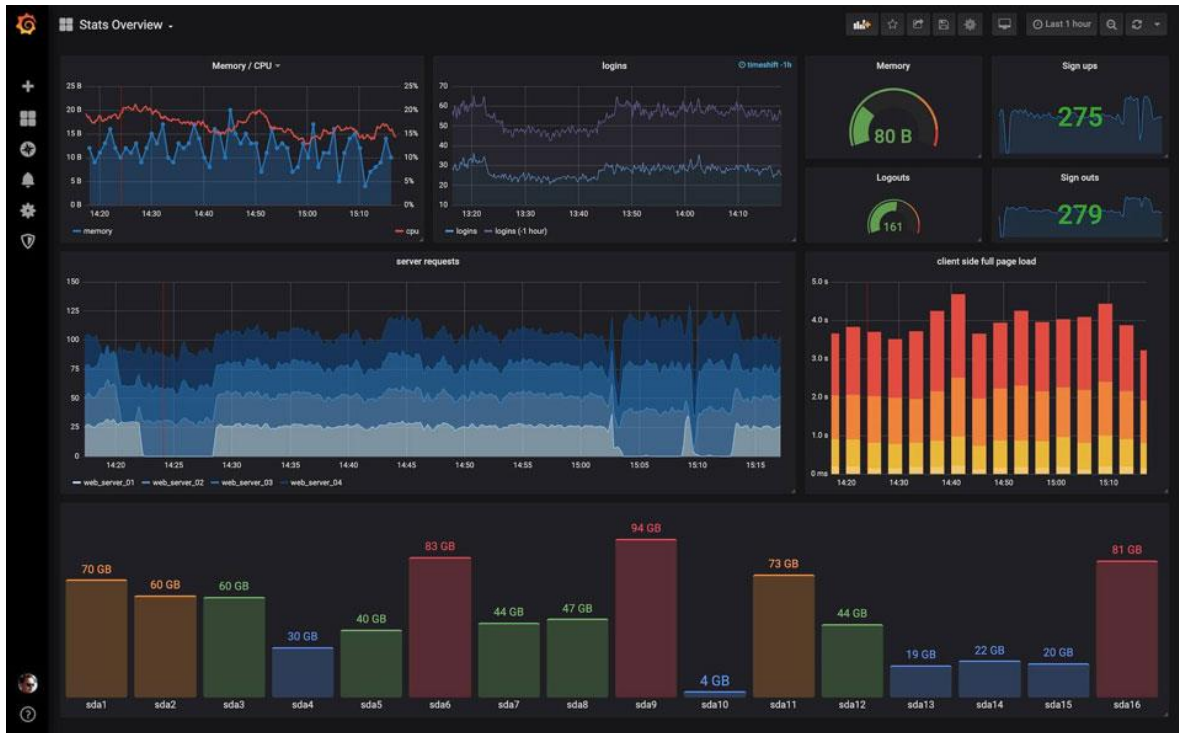 Stats Overview
Last 1 hour
Memory / CPU
25 B
20 B
15 B
10 B
5 B
0 B
25%
20%
15%
10%
5%
0%
14:20 14:30 14:40 14:50 15:00 15:10
memory
cpu
logins
timeshift -1h
70
60
50
40
30
20
10
13:20 13:30 13:40 13:50 14:00 14:10
logins logins (-1 hour)
Memory
80 B
Sign ups
275
Logouts
161
Sign outs
279
server requests
150
125
100
75
50
25
0
14:20 14:25 14:30 14:35 14:40 14:45 14:50 14:55 15:00 15:05 15:10 15:15
web_server_01 web_server_02 web_server_03 web_server_04
client side full page load
5.0 s
4.0 s
3.0 s
2.0 s
1.0 s
0 ms
14:20 14:30 14:40 14:50 15:00 15:10
70 GB 60 GB 60 GB 30 GB 40 GB 83 GB 44 GB 47 GB 94 GB 4 GB 73 GB 44 GB 19 GB 22 GB 20 GB 81 GB
sda1 sda2 sda3 sda4 sda5 sda6 sda7 sda8 sda9 sda10 sda11 sda12 sda13 sda14 sda15 sda16